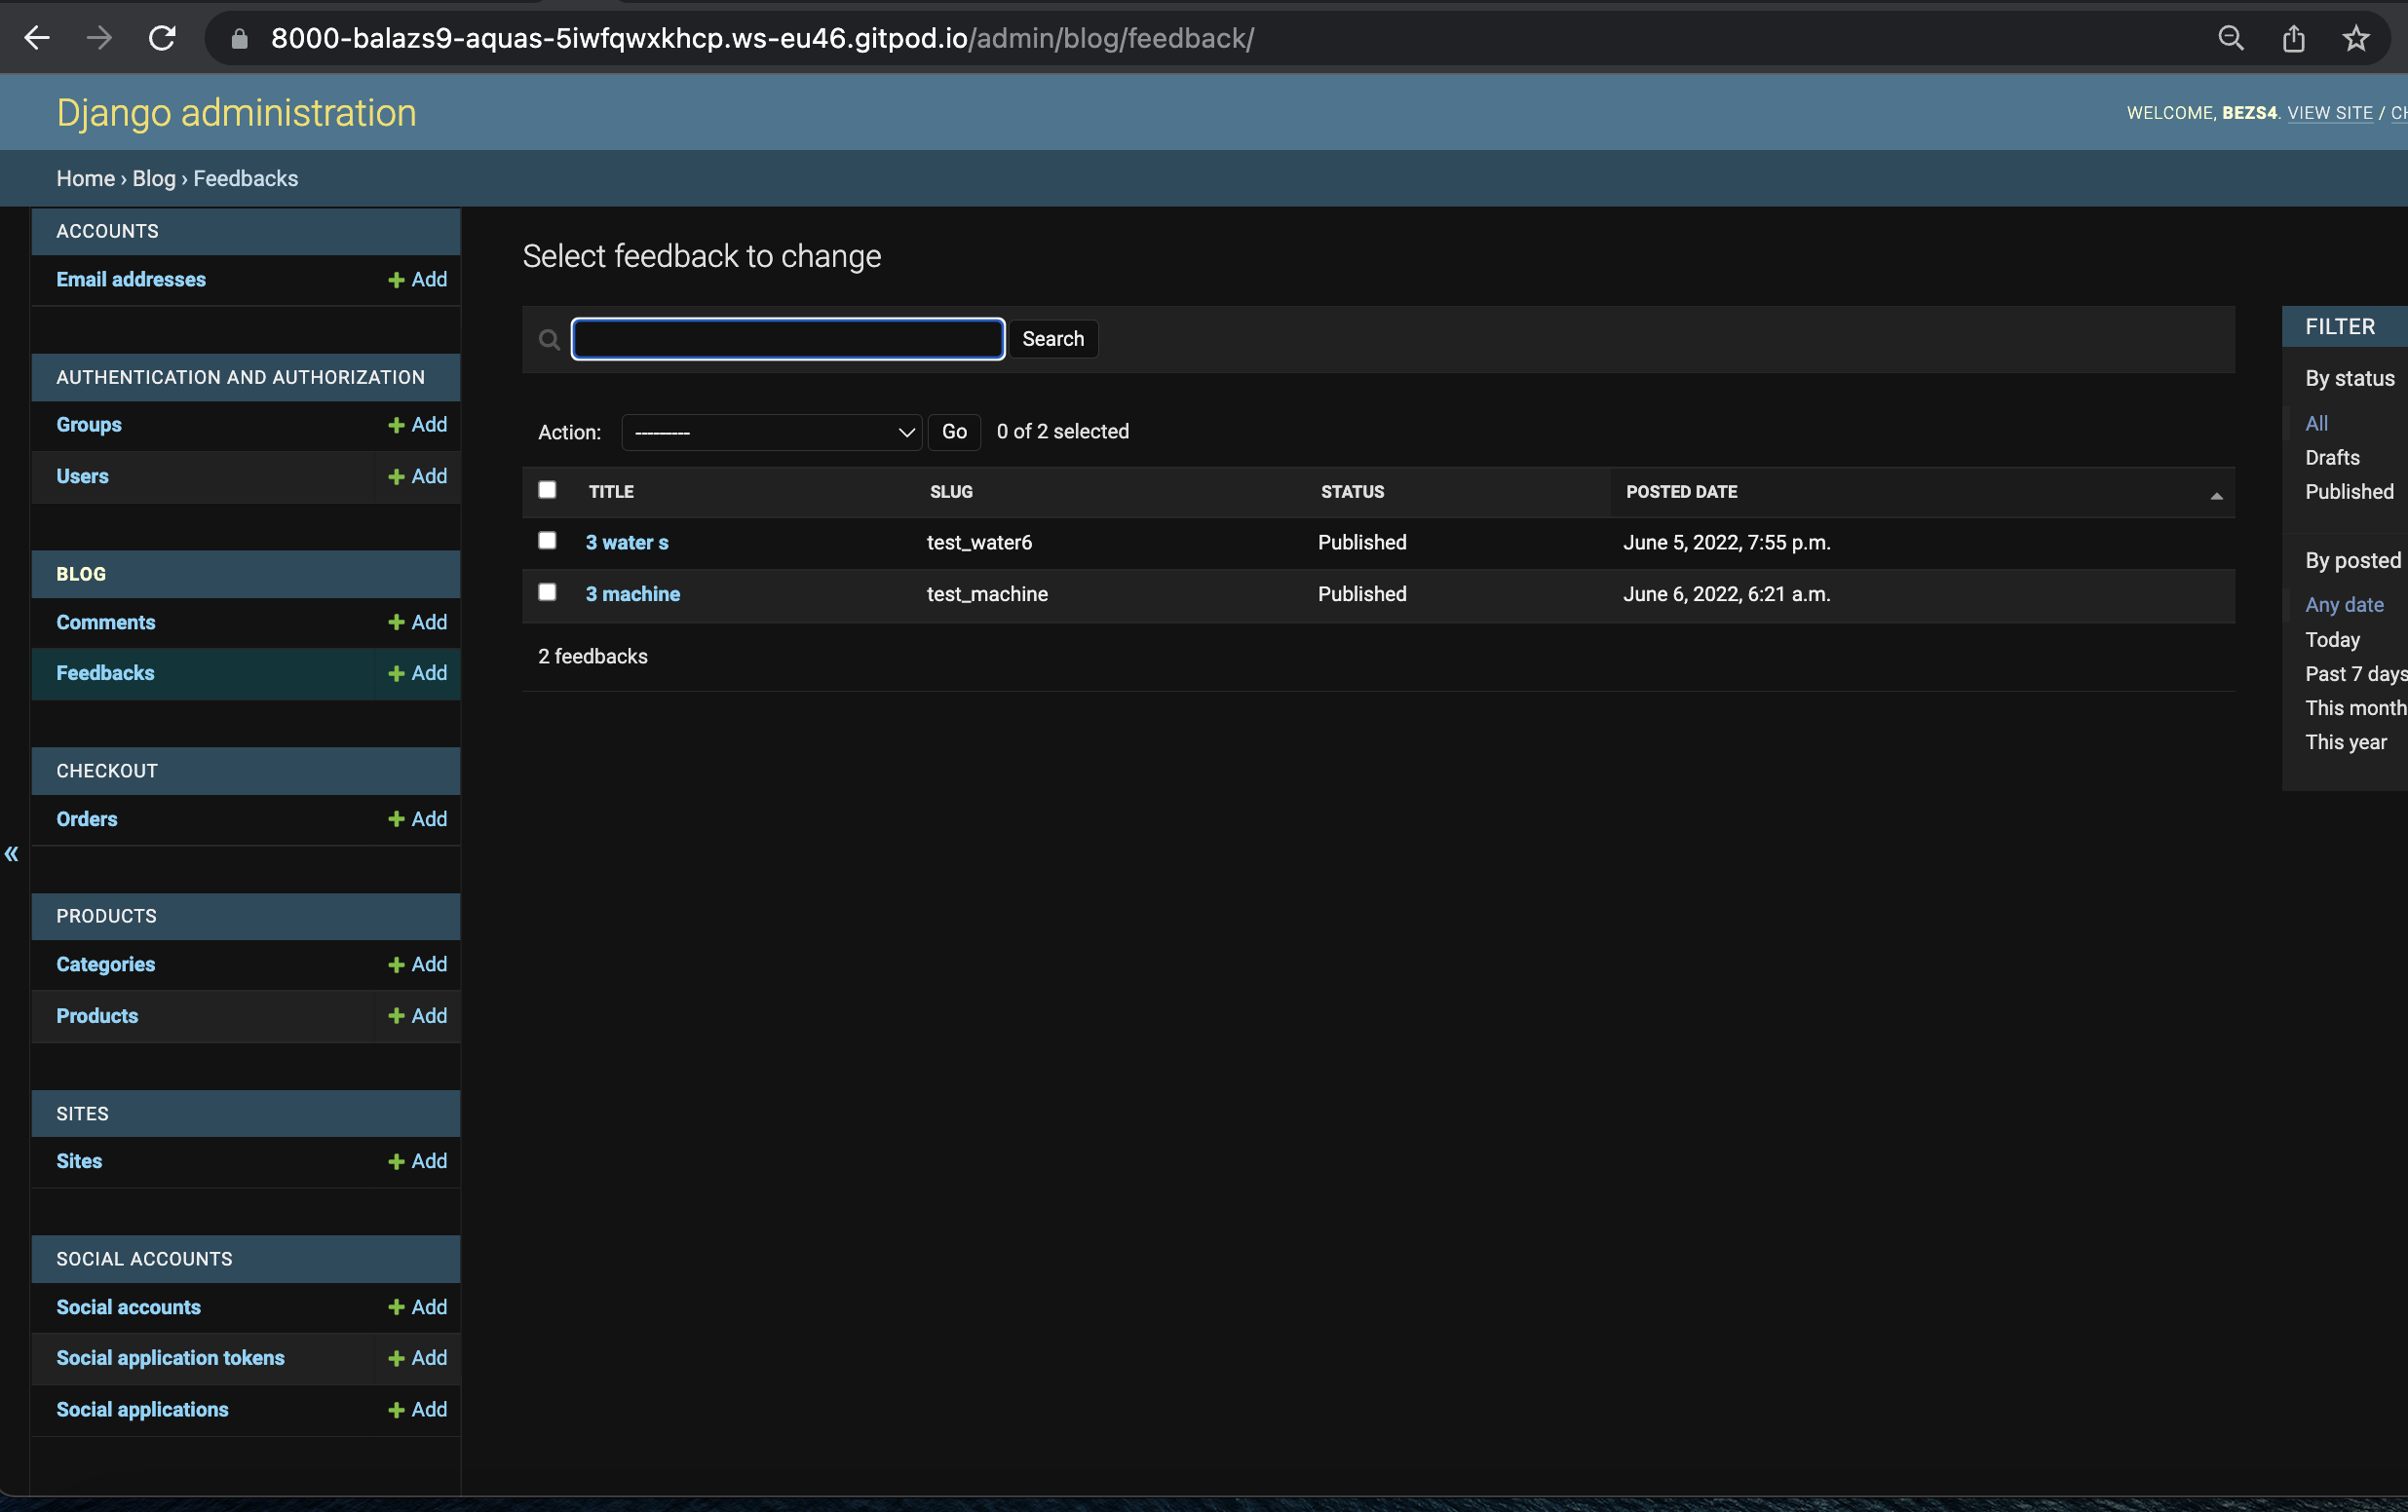 8000-balazs9-aquas-5iwfqwxkhcp.ws-eu46.gitpod.io/admin/blog/feedback/
Django administration
WELCOME, BEZS4. VIEW SITE / CH
Home › Blog › Feedbacks
ACCOUNTS
Email addresses + Add
AUTHENTICATION AND AUTHORIZATION
Groups + Add
Users + Add
BLOG
Comments + Add
Feedbacks + Add
CHECKOUT
Orders + Add
«
PRODUCTS
Categories + Add
Products + Add
SITES
Sites + Add
SOCIAL ACCOUNTS
Social accounts + Add
Social application tokens + Add
Social applications + Add
Select feedback to change
Search
Action: --------- Go 0 of 2 selected
TITLE SLUG STATUS POSTED DATE
3 water s test_water6 Published June 5, 2022, 7:55 p.m.
3 machine test_machine Published June 6, 2022, 6:21 a.m.
2 feedbacks
FILTER
By status
All
Drafts
Published
By posted
Any date
Today
Past 7 days
This month
This year